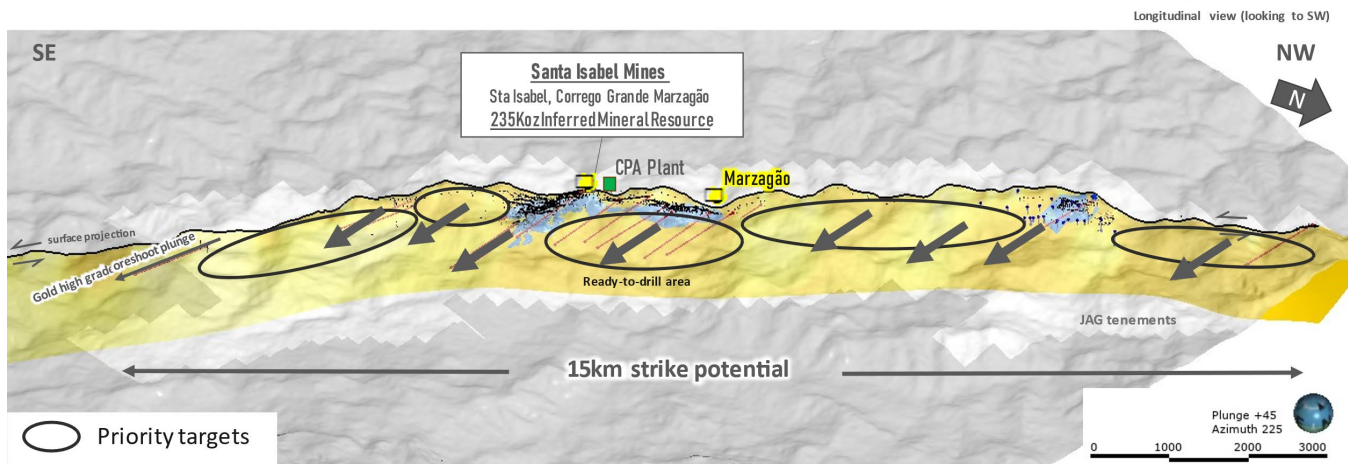 Longitudinal view (looking to SW)
SE
NW
N
Santa Isabel Mines
Sta Isabel, Corrego Grande Marzagão
235Koz Inferred Mineral Resource
CPA Plant
Marzagão
surface projection
Gold high grade oreshoot plunge
Ready-to-drill area
JAG tenements
15km strike potential
Priority targets
Plunge +45
Azimuth 225
0 1000 2000 3000